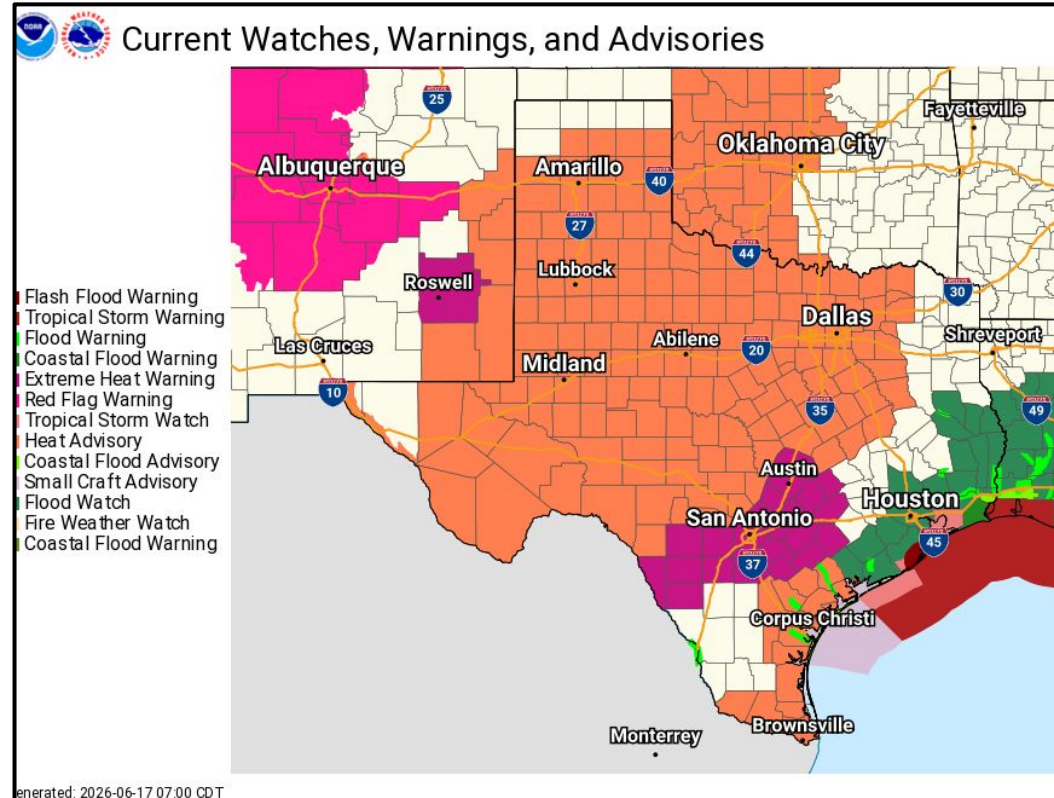 Current Watches, Warnings, and Advisories
Flash Flood Warning
Tropical Storm Warning
Flood Warning
Coastal Flood Warning
Extreme Heat Warning
Red Flag Warning
Tropical Storm Watch
Heat Advisory
Coastal Flood Advisory
Small Craft Advisory
Flood Watch
Fire Weather Watch
Coastal Flood Warning
25
Fayetteville
Oklahoma City
Albuquerque
Amarillo
40
27
44
Lubbock
Roswell
30
Dallas
Shreveport
Las Cruces
Abilene
20
Midland
10
35
49
Austin
Houston
San Antonio
45
37
Corpus Christi
Brownsville
Monterrey
enerated: 2026-06-17 07:00 CDT